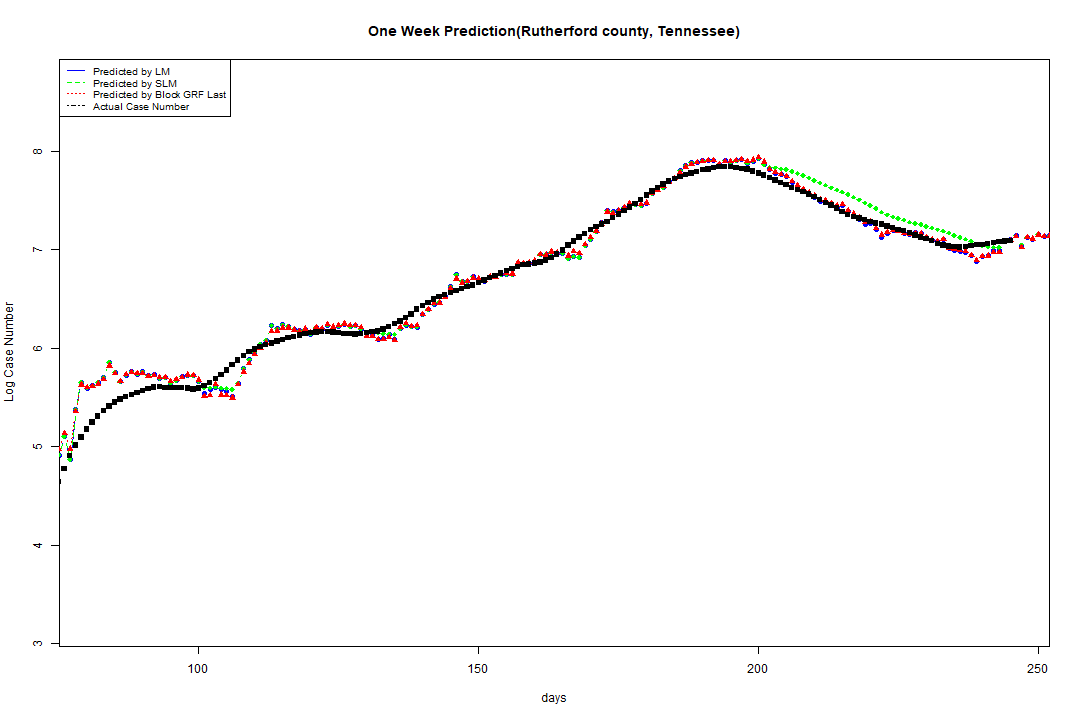 One Week Prediction(Rutherford county, Tennessee)
Predicted by LM
Predicted by SLM
Predicted by Block GRF Last
Actual Case Number
8
7
6
5
4
3
Log Case Number
100 150 200 250
days